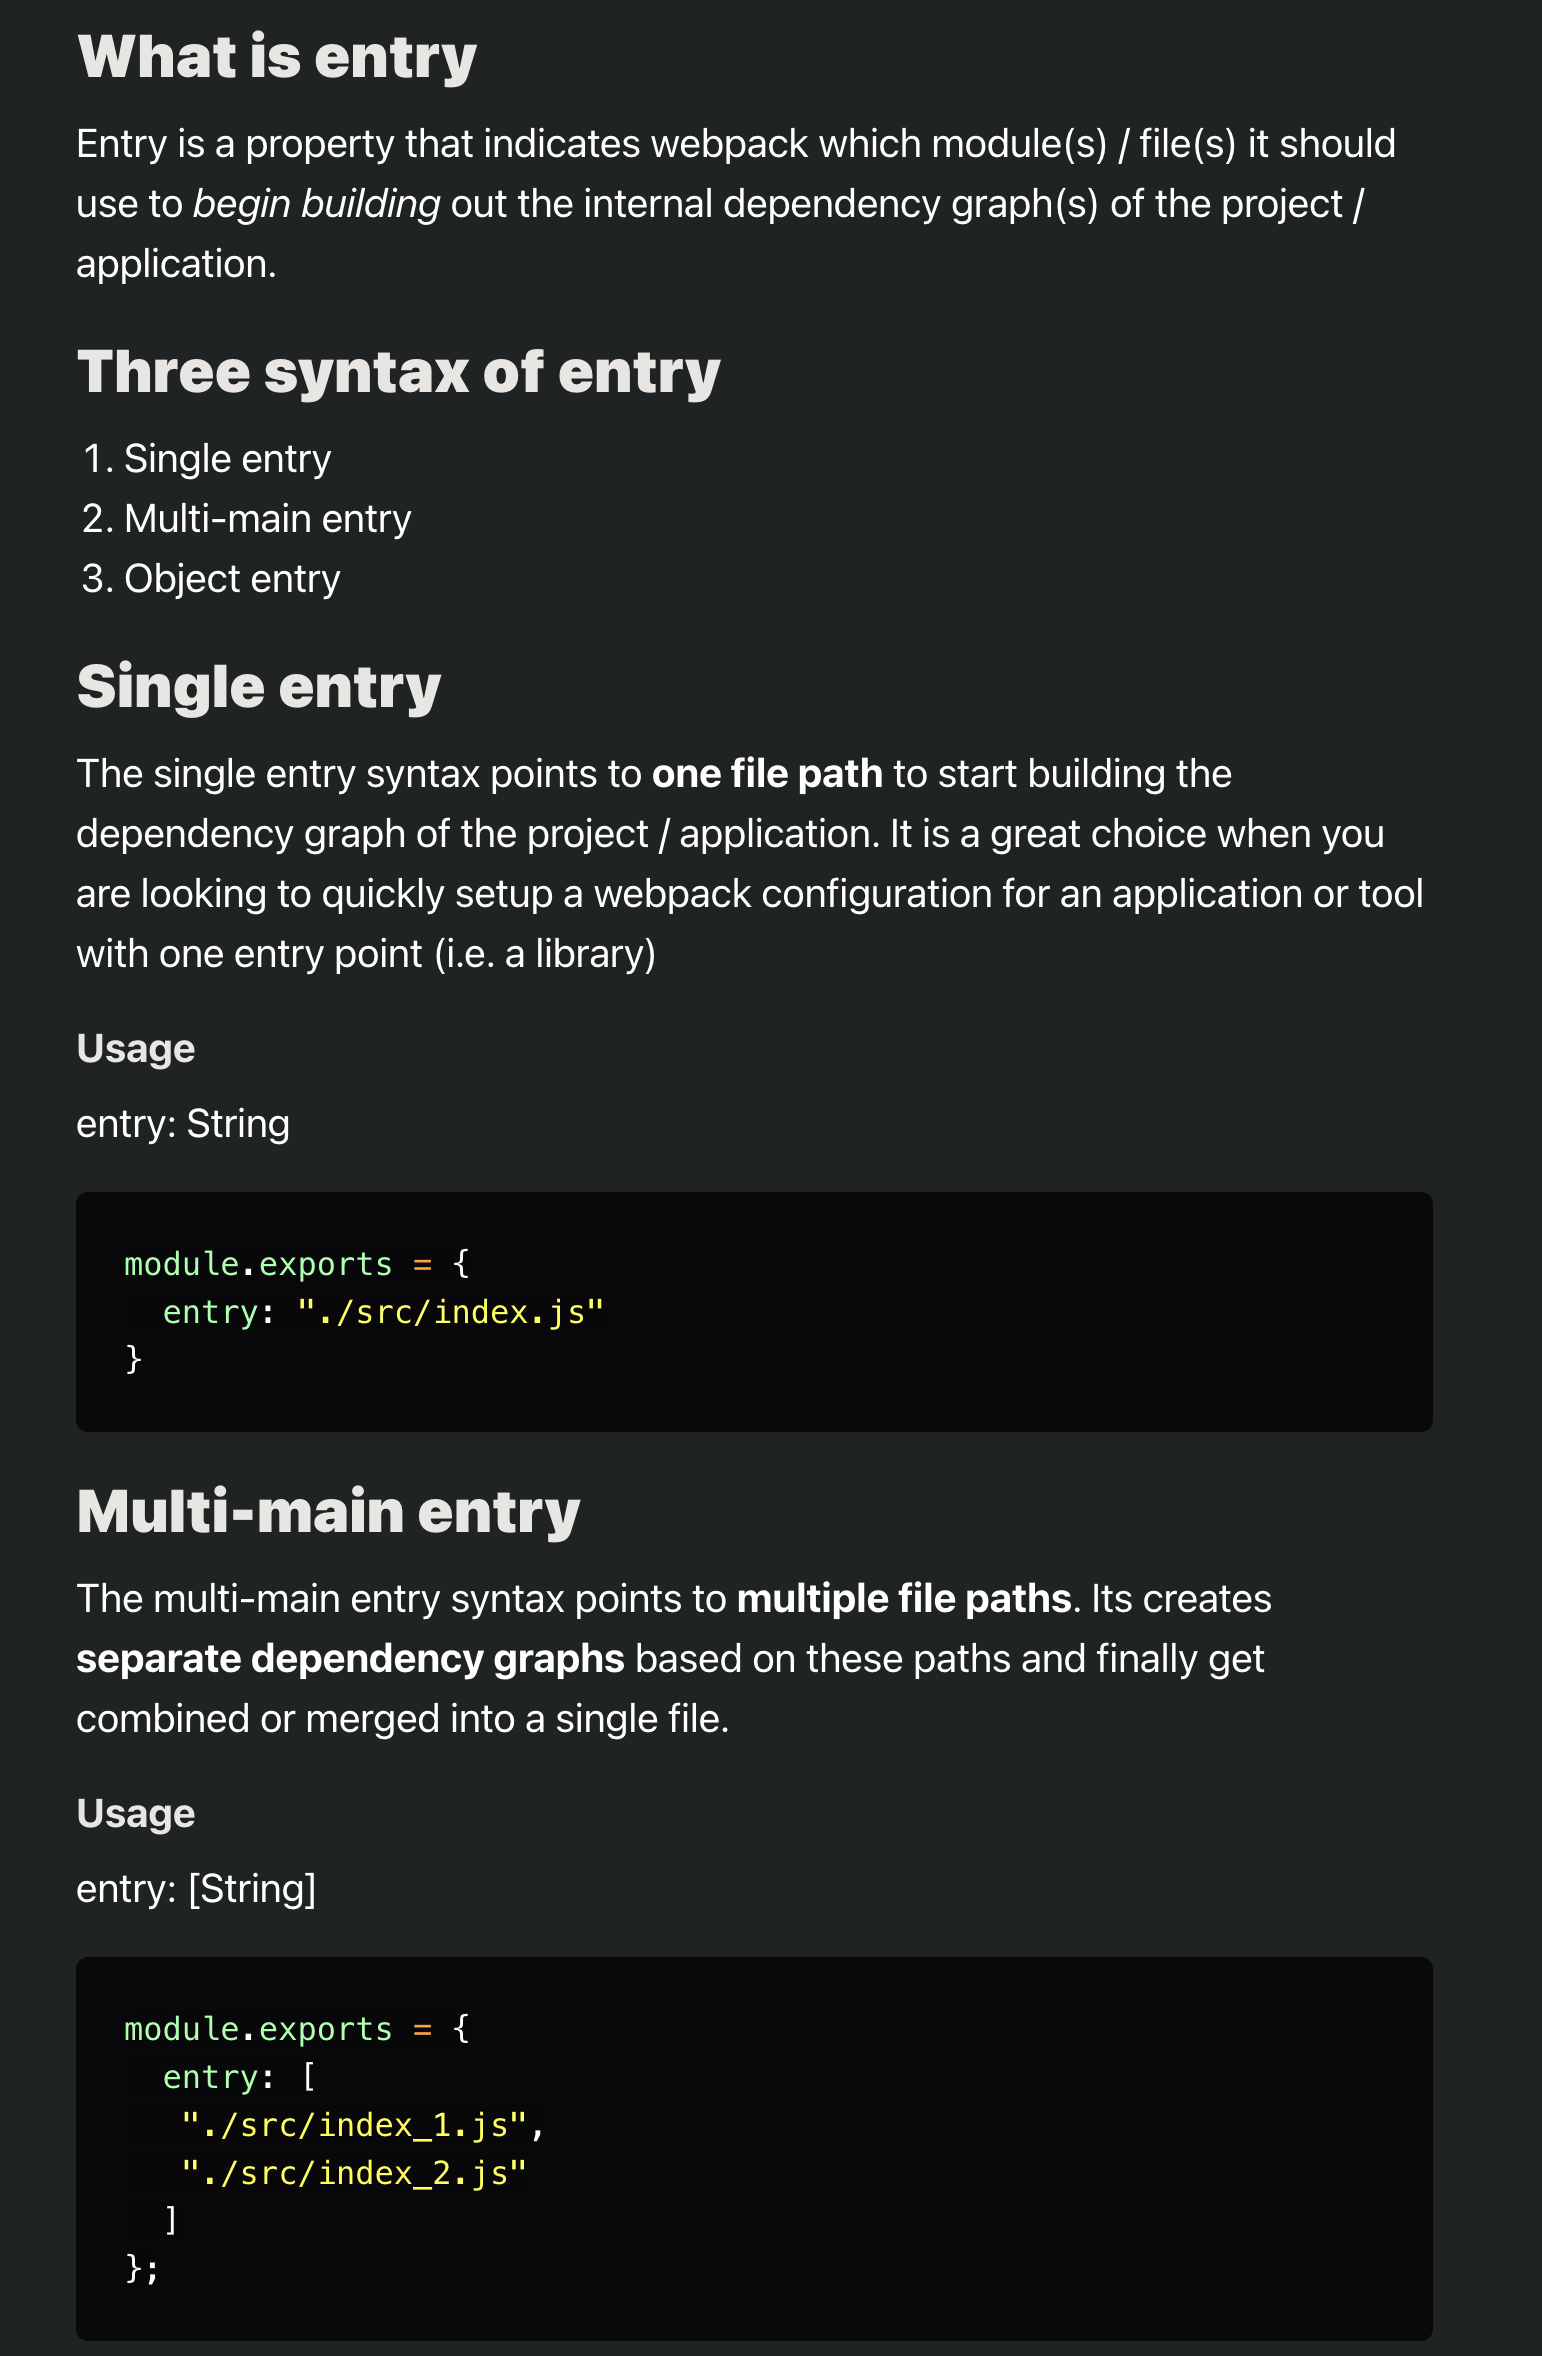 What is entry
Entry is a property that indicates webpack which module(s) / file(s) it should
use to begin building out the internal dependency graph(s) of the project /
application.
Three syntax of entry
1. Single entry
2. Multi-main entry
3. Object entry
Single entry
The single entry syntax points to one file path to start building the
dependency graph of the project / application. It is a great choice when you
are looking to quickly setup a webpack configuration for an application or tool
with one entry point (i.e. a library)
Usage
entry: String
module.exports = {
  entry: "./src/index.js"
}
Multi-main entry
The multi-main entry syntax points to multiple file paths. Its creates
separate dependency graphs based on these paths and finally get
combined or merged into a single file.
Usage
entry: [String]
module.exports = {
  entry: [
   "./src/index_1.js",
   "./src/index_2.js"
  ]
};